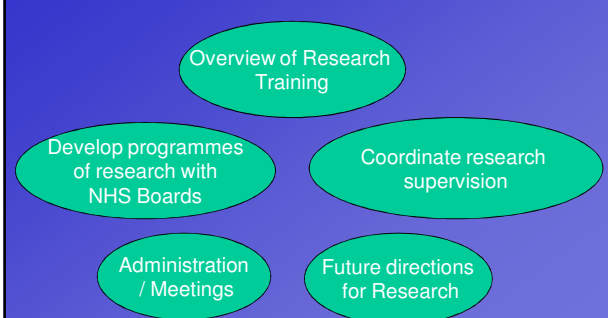 Overview of Research
Training
Develop programmes
of research with
NHS Boards
Coordinate research
supervision
Administration
/ Meetings
Future directions
for Research